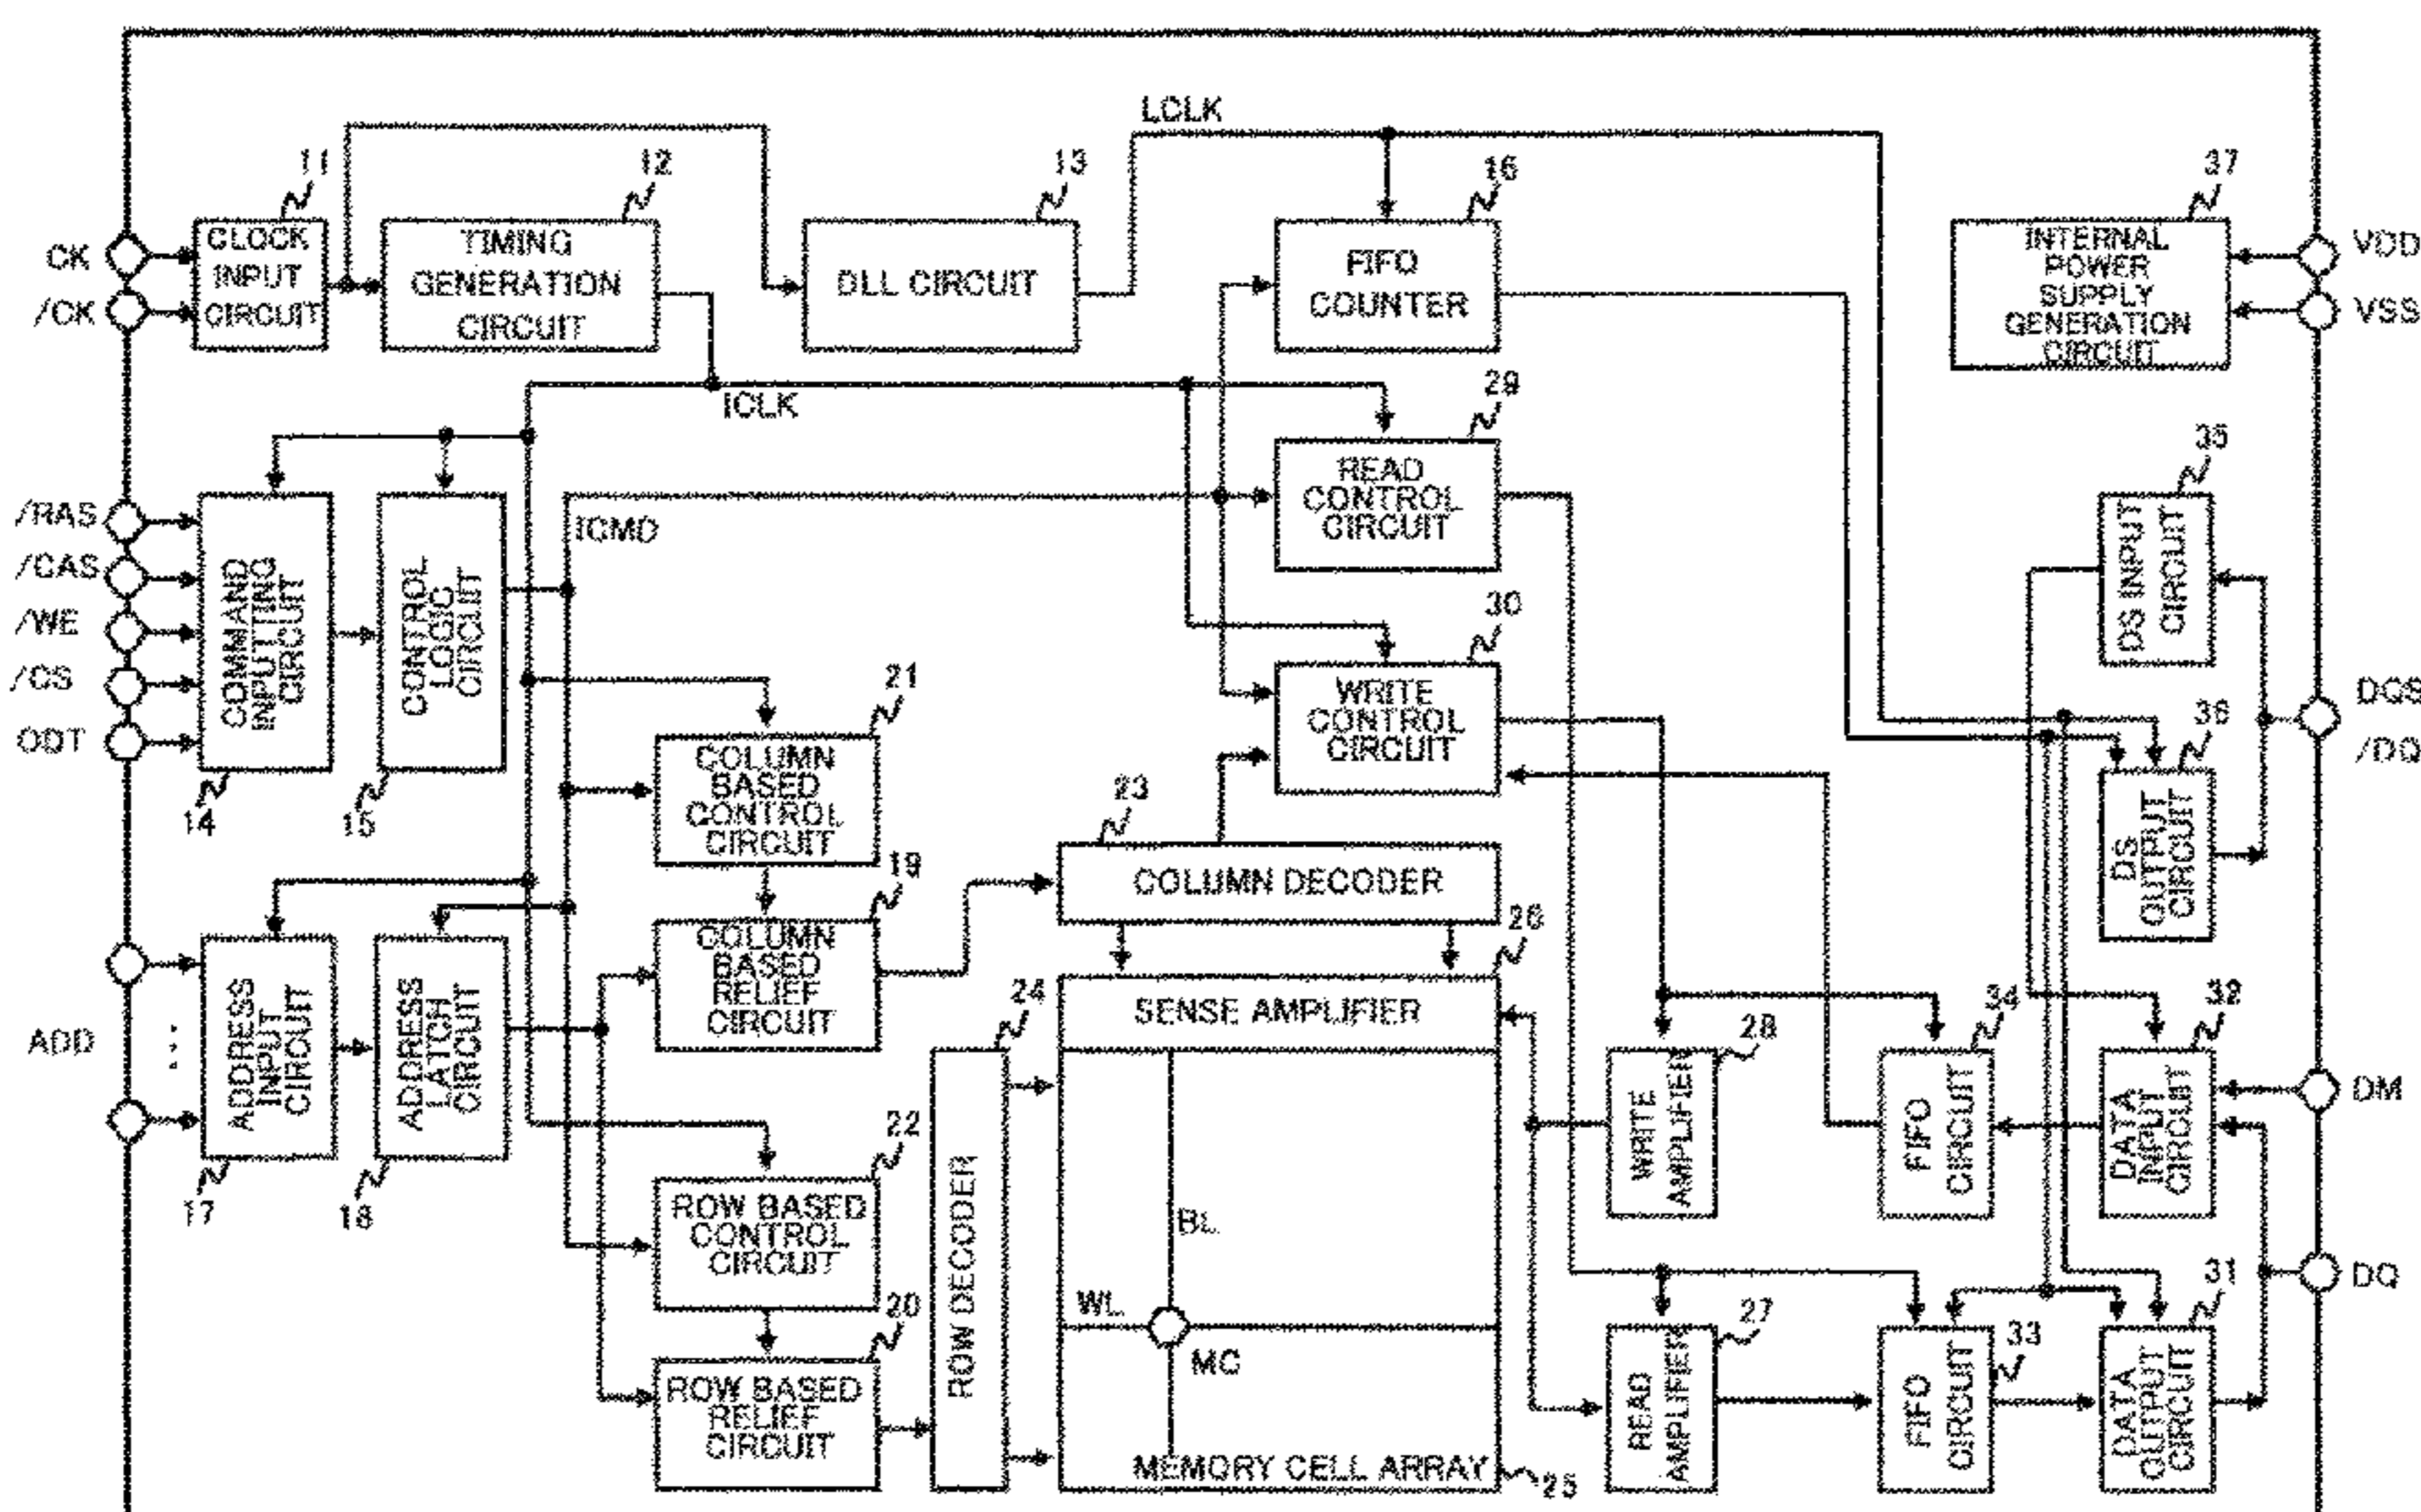 LCLK
11
12
13
16
37
CK
/CK
CLOCK
INPUT
CIRCUIT
TIMING
GENERATION
CIRCUIT
DLL CIRCUIT
FIFO
COUNTER
INTERNAL
POWER
SUPPLY
GENERATION
CIRCUIT
VDD
VSS
ICLK
29
/RAS
/CAS
/WE
/CS
ODT
COMMAND
INPUTTING
CIRCUIT
14
CONTROL
LOGIC
CIRCUIT
15
ICMD
READ
CONTROL
CIRCUIT
35
DS INPUT
CIRCUIT
30
WRITE
CONTROL
CIRCUIT
DQS
/DQ
36
DS
OUTPUT
CIRCUIT
21
COLUMN
BASED
CONTROL
CIRCUIT
23
COLUMN DECODER
19
COLUMN
BASED
RELIEF
CIRCUIT
26
SENSE AMPLIFIER
ADD
ADDRESS
INPUT
CIRCUIT
17
ADDRESS
LATCH
CIRCUIT
18
24
ROW DECODER
28
WRITE
AMPLIFIER
34
FIFO
CIRCUIT
32
DATA
INPUT
CIRCUIT
DM
22
ROW BASED
CONTROL
CIRCUIT
BL
WL
MC
20
ROW BASED
RELIEF
CIRCUIT
MEMORY CELL ARRAY
25
27
READ
AMPLIFIER
33
FIFO
CIRCUIT
31
DATA
OUTPUT
CIRCUIT
DQ